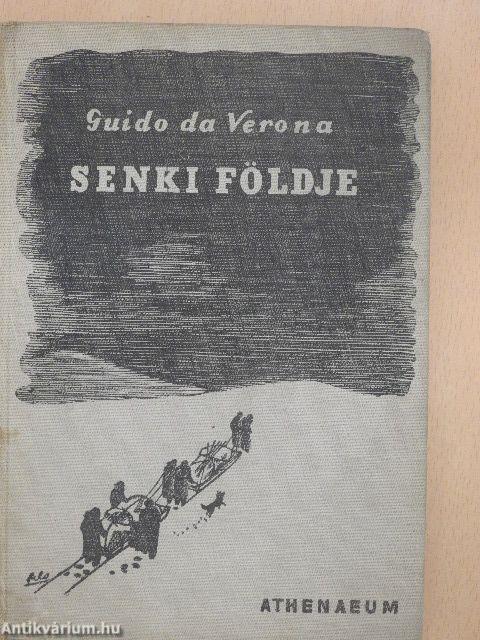 Guido da Verona
SENKI FÖLDJE
ATHENAEUM
Antikvárium.hu